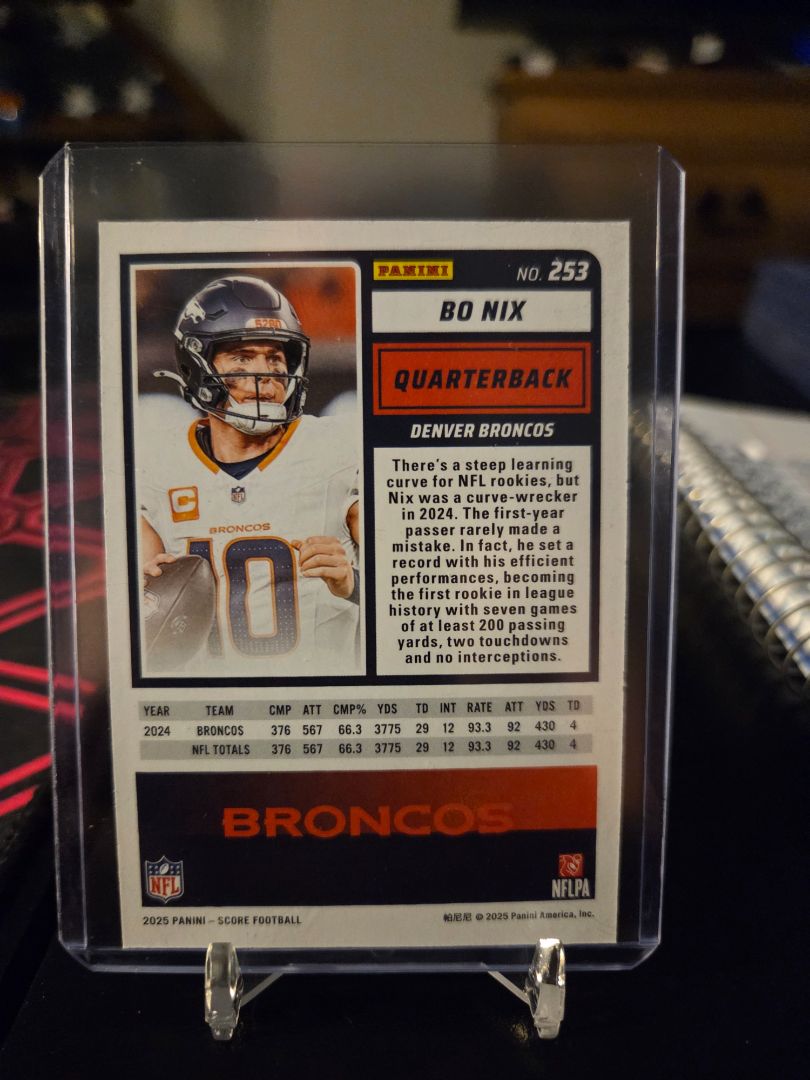 PANINI
NO. 253
BO NIX
QUARTERBACK
DENVER BRONCOS
There's a steep learning
curve for NFL rookies, but
Nix was a curve-wrecker
in 2024. The first-year
passer rarely made a
mistake. In fact, he set a
record with his efficient
performances, becoming
the first rookie in league
history with seven games
of at least 200 passing
yards, two touchdowns
and no interceptions.
5280
C
NFL
BRONCOS
10
YEAR TEAM CMP ATT CMP% YDS TD INT RATE ATT YDS TD
2024 BRONCOS 376 567 66.3 3775 29 12 93.3 92 430 4
NFL TOTALS 376 567 66.3 3775 29 12 93.3 92 430 4
BRONCOS
NFL
NFLPA
2025 PANINI – SCORE FOOTBALL
帕尼尼 © 2025 Panini America, Inc.